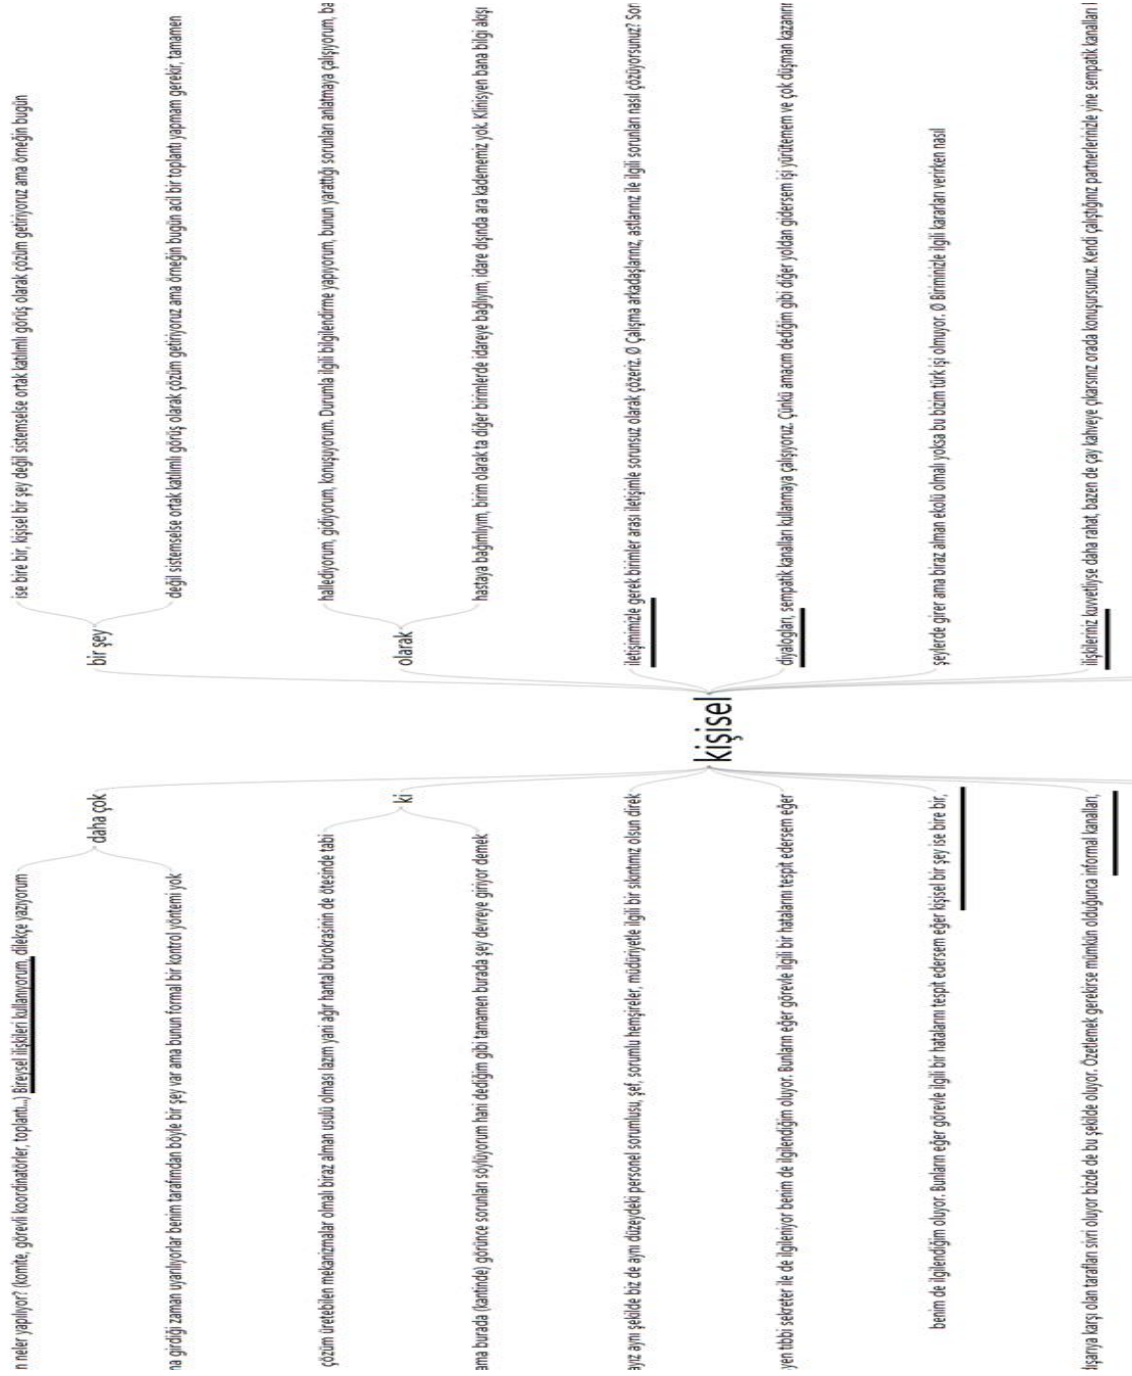 n neler yapılıyor? (komite, görevli koordinatörler, toplantı...) Bireysel ilişkileri kullanıyorum, dilekçe yazıyorum
na girdiği zaman uyarılıyorlar benim tarafımdan böyle bir şey var ama bunun formal bir kontrol yöntemi yok
daha çok
çözüm üretebilen mekanizmalar olmalı biraz alman usulü olması lazım yani ağır hantal bürokrasinin de ötesinde tabi
ama burada (kantinde) görünce sorunları söylüyorum hani dediğim gibi tamamen burada şey devreye giriyor demek
ki
ayız aynı şekilde biz de aynı düzeydeki personel sorumlusu, şef, sorumlu hemşireler, müdüriyetle ilgili bir sıkıntımız olsun direk
yen tıbbi sekreter ile de ilgileniyor benim de ilgilendiğim oluyor. Bunların eğer görevle ilgili bir hatalarını tespit edersem eğer
benim de ilgilendiğim oluyor. Bunların eğer görevle ilgili bir hatalarını tespit edersem eğer kişisel bir şey ise bire bir,
dışarıya karşı olan tarafları sivri oluyor bizde de bu şekilde oluyor. Özetlemek gerekirse mümkün olduğunca informal kanalları,
kişisel
bir şey
ise bire bir, kişisel bir şey değil sistemselse ortak katılımlı görüş olarak çözüm getiriyoruz ama örneğin bugün
değil sistemselse ortak katılımlı görüş olarak çözüm getiriyoruz ama örneğin bugün acil bir toplantı yapmam gerekir, tamamen
olarak
hallediyorum, gidiyorum, konuşuyorum. Durumla ilgili bilgilendirme yapıyorum, bunun yarattığı sorunları anlatmaya çalışıyorum, ba
hastaya bağımlıyım, birim olarak ta diğer birimlerde idareye bağlıyım, idare dışında ara kadememiz yok. Klinisyen bana bilgi akışı
iletişimimizle gerek birimler arası iletişimle sorunsuz olarak çözeriz. Ø Çalışma arkadaşlarınız, astlarınız ile ilgili sorunları nasıl çözüyorsunuz? Sor
diyalogları, sempatik kanalları kullanmaya çalışıyoruz. Çünkü amacım dediğim gibi diğer yoldan gidersem işi yürütemem ve çok düşman kazanırım
şeylerde girer ama biraz alman ekolü olmalı yoksa bu bizim türk işi olmuyor. Ø Biriminizle ilgili kararları verirken nasıl
ilişkileriniz kuvvetliyse daha rahat, bazen de çay kahveye çıkarsınız orada konuşursunuz. Kendi çalıştığınız partnerlerinizle yine sempatik kanalları